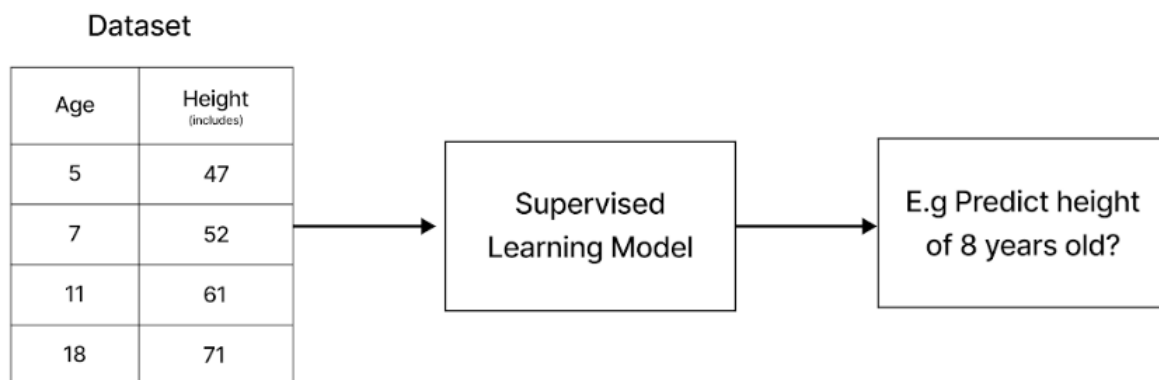 Dataset
Age Height
(includes)
5 47
7 52
11 61
18 71
Supervised
Learning Model
E.g Predict height
of 8 years old?